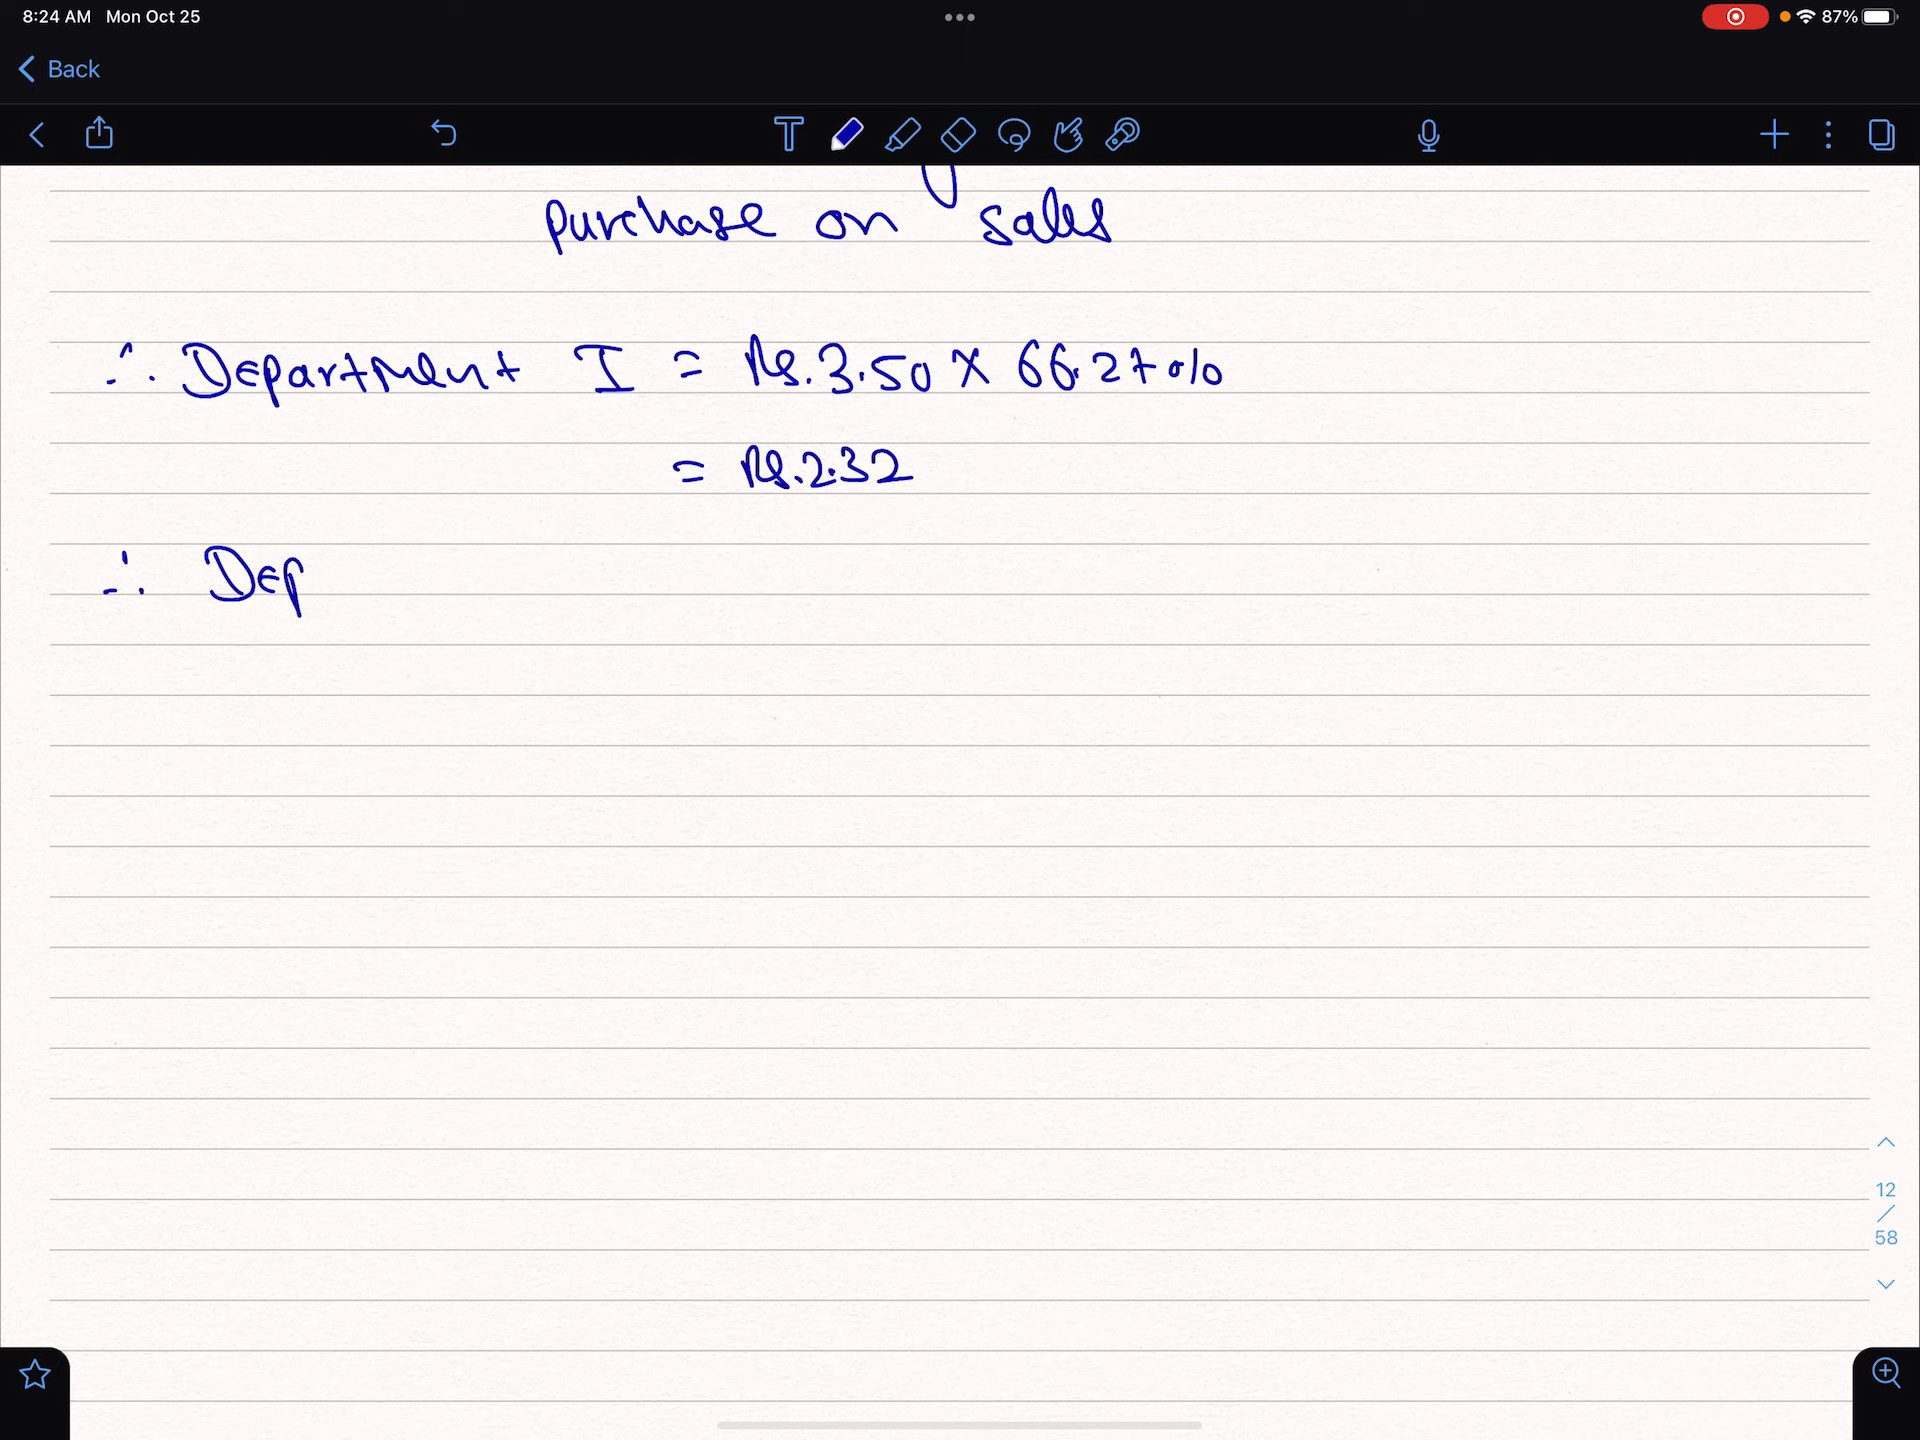 8:24 AM Mon Oct 25
87%
Back
purchase on sales
∴ Department I = Rs.3.50 X 66.27%
= Rs.2.32
∴ Dep
12
/
58